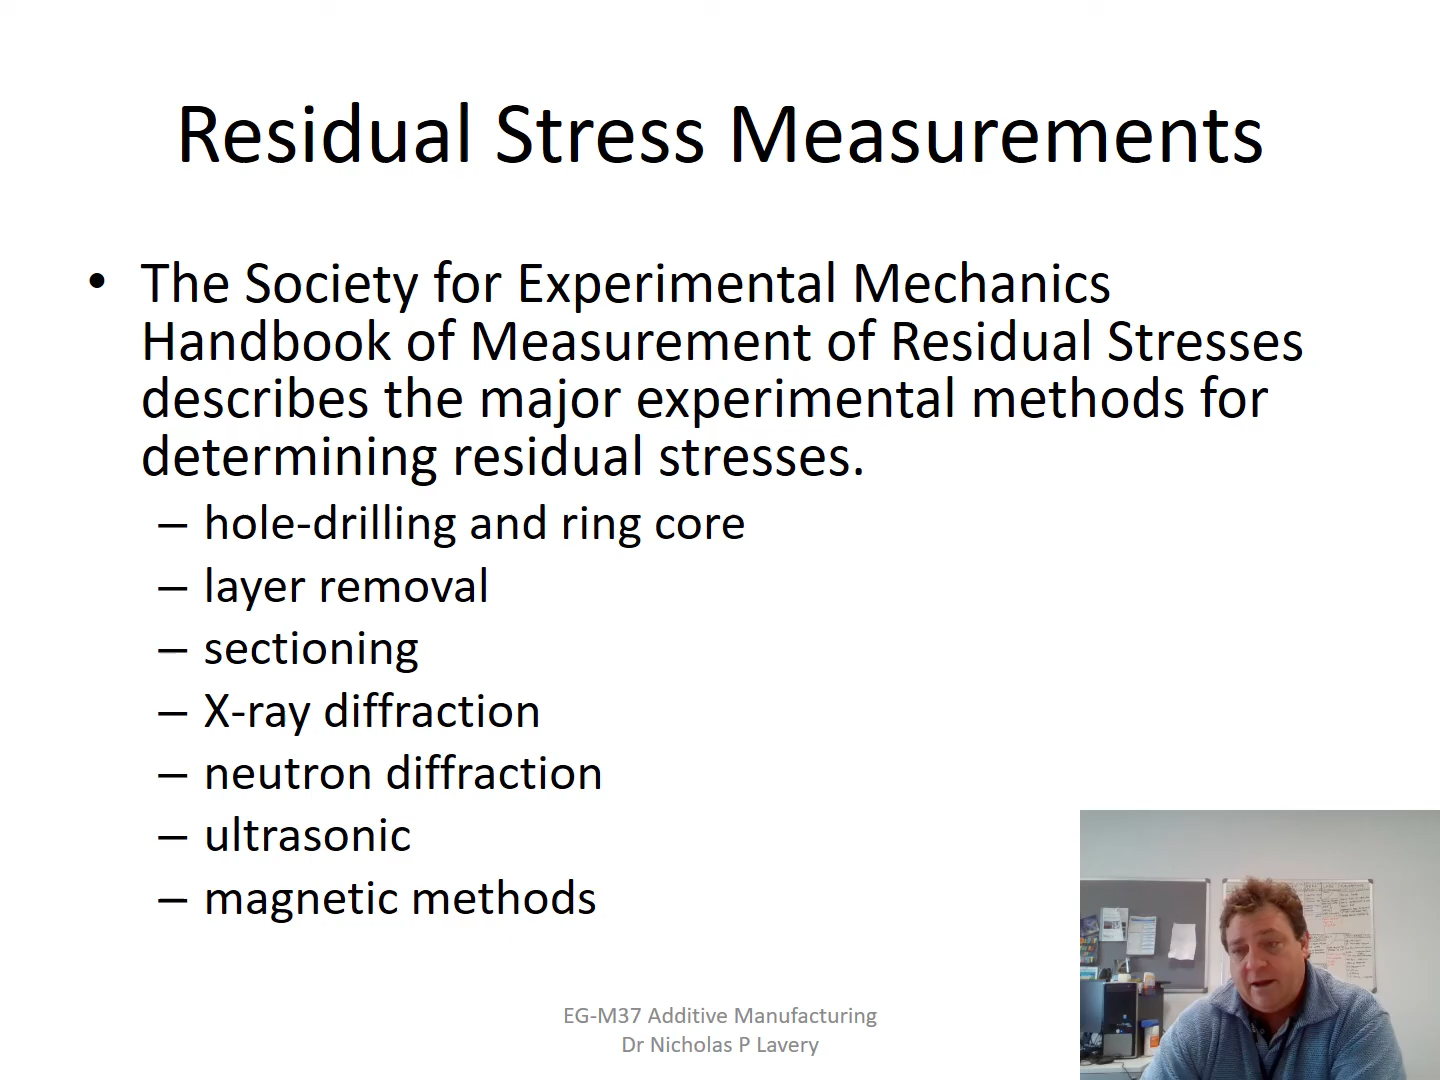 Residual Stress Measurements
• The Society for Experimental Mechanics
Handbook of Measurement of Residual Stresses
describes the major experimental methods for
determining residual stresses.
– hole-drilling and ring core
– layer removal
– sectioning
– X-ray diffraction
– neutron diffraction
– ultrasonic
– magnetic methods
EG-M37 Additive Manufacturing
Dr Nicholas P Lavery